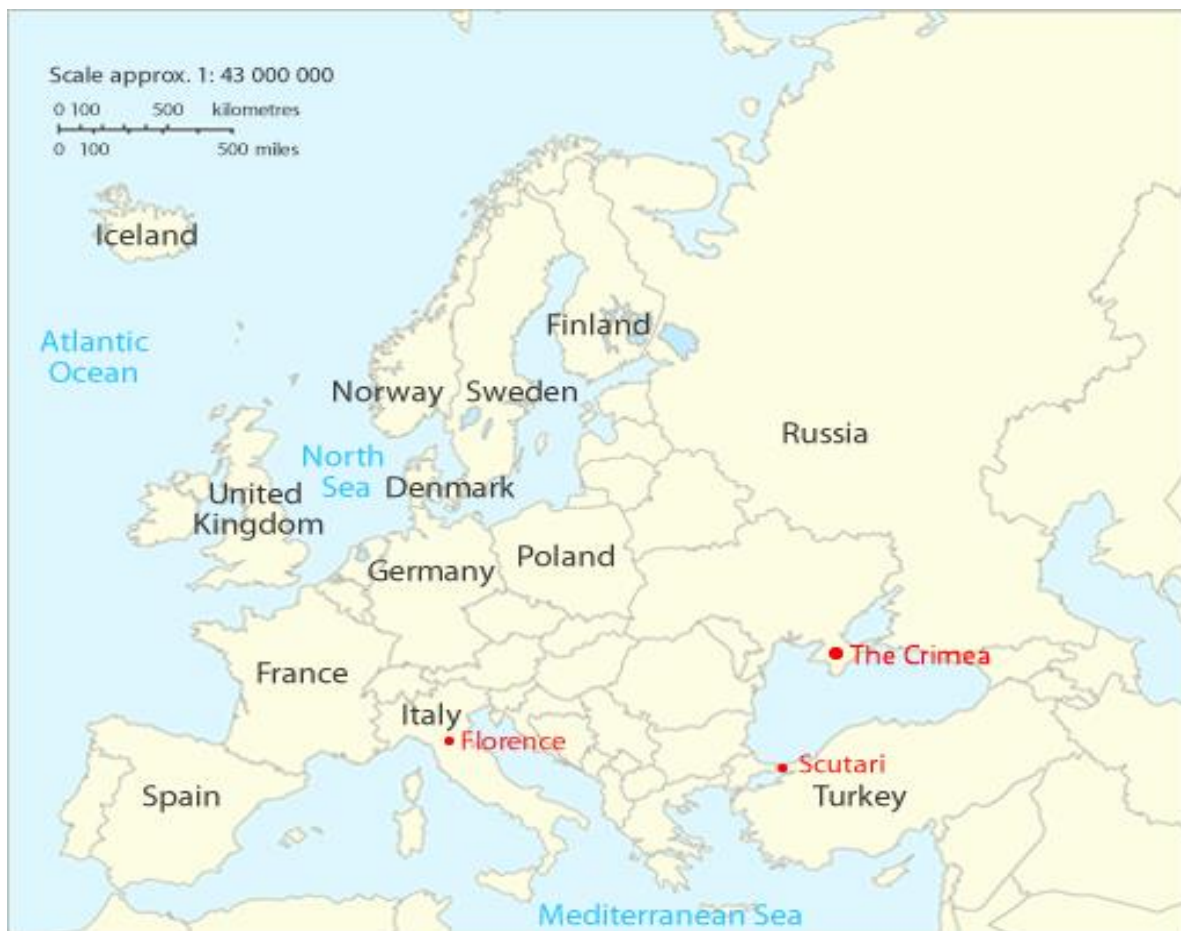 Scale approx. 1: 43 000 000
0 100 500 kilometres
0 100 500 miles
Iceland
Atlantic
Ocean
Finland
Norway
Sweden
Russia
North
Sea
Denmark
United
Kingdom
Poland
Germany
The Crimea
France
Italy
Florence
Scutari
Spain
Turkey
Mediterranean Sea